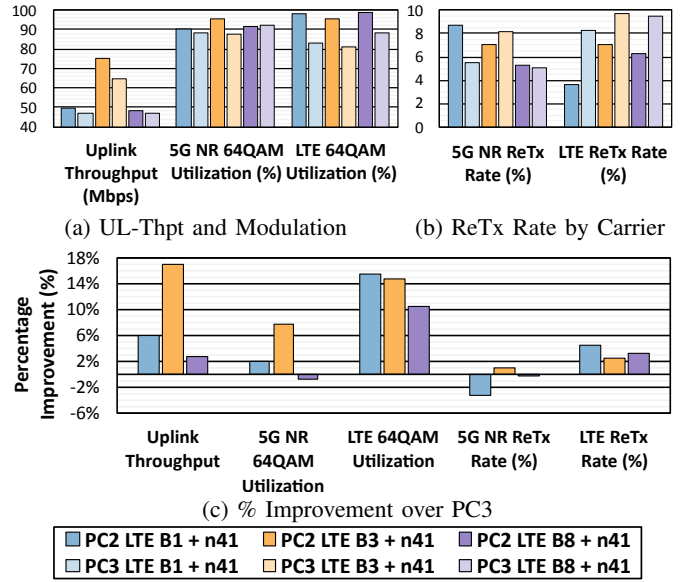 100
90
80
70
60
50
40
Uplink Throughput (Mbps)
5G NR 64QAM Utilization (%)
LTE 64QAM Utilization (%)
(a) UL-Thpt and Modulation
10
8
6
4
2
0
5G NR ReTx Rate (%)
LTE ReTx Rate (%)
(b) ReTx Rate by Carrier
Percentage Improvement (%)
18%
14%
10%
6%
2%
-2%
-6%
Uplink Throughput
5G NR 64QAM Utilization
LTE 64QAM Utilization
5G NR ReTx Rate (%)
LTE ReTx Rate (%)
(c) % Improvement over PC3
PC2 LTE B1 + n41
PC2 LTE B3 + n41
PC2 LTE B8 + n41
PC3 LTE B1 + n41
PC3 LTE B3 + n41
PC3 LTE B8 + n41